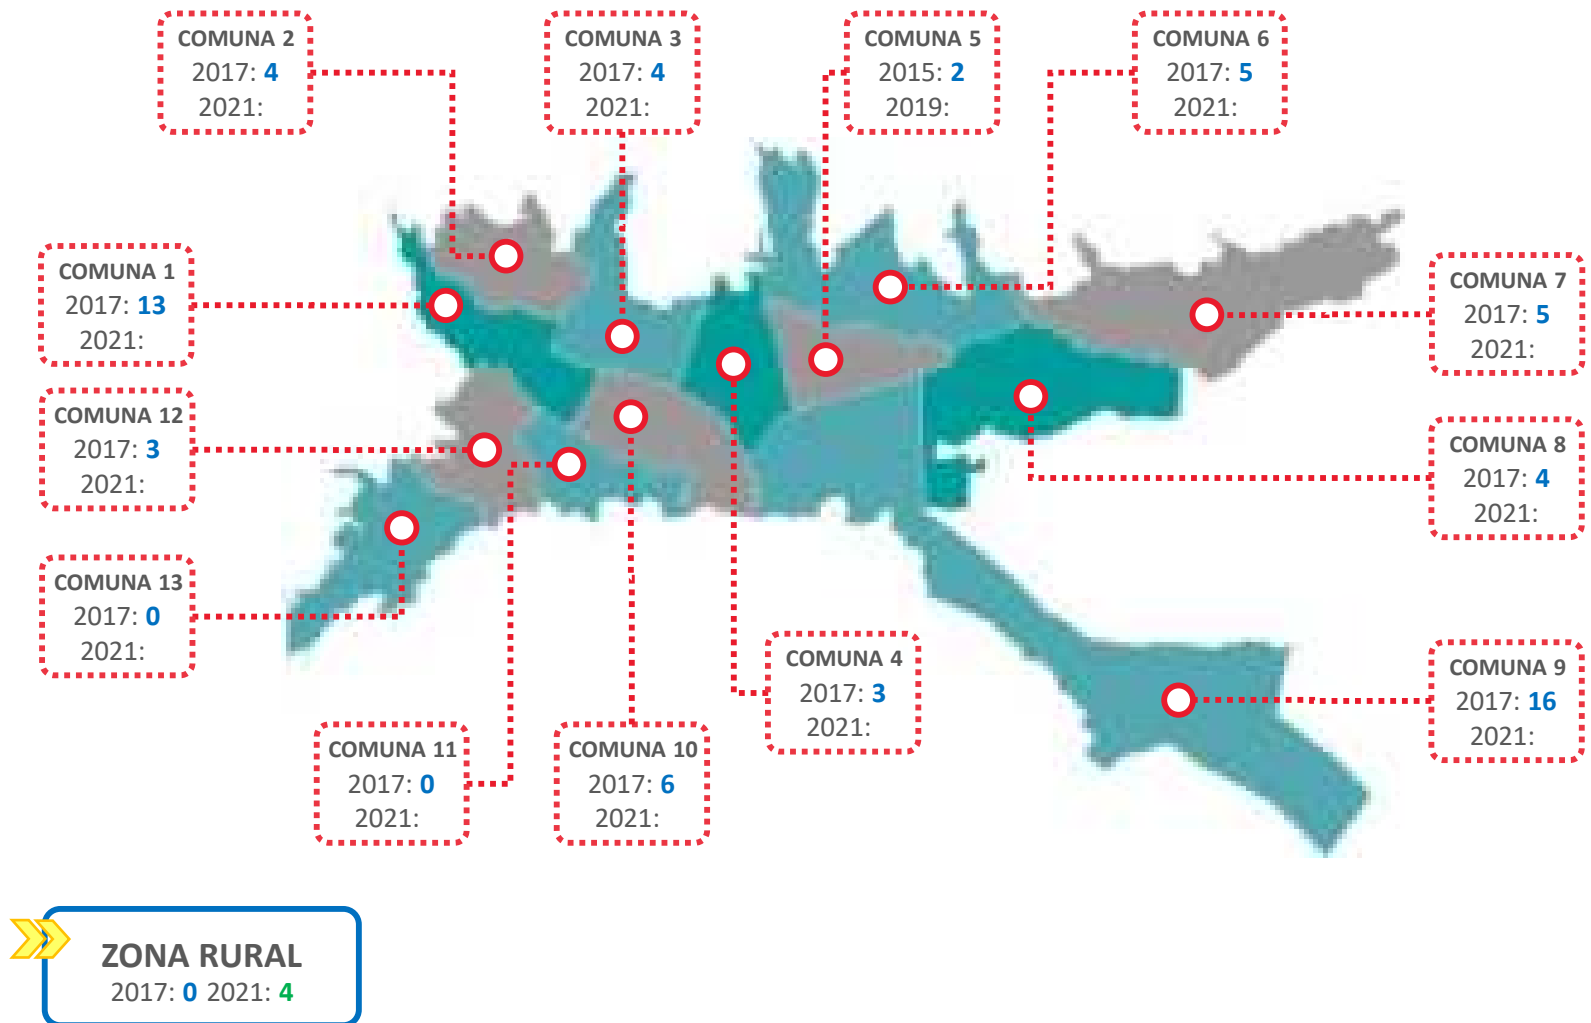 COMUNA 2
2017: 4
2021:
COMUNA 3
2017: 4
2021:
COMUNA 5
2015: 2
2019:
COMUNA 6
2017: 5
2021:
COMUNA 1
2017: 13
2021:
COMUNA 7
2017: 5
2021:
COMUNA 12
2017: 3
2021:
COMUNA 8
2017: 4
2021:
COMUNA 13
2017: 0
2021:
COMUNA 4
2017: 3
2021:
COMUNA 9
2017: 16
2021:
COMUNA 11
2017: 0
2021:
COMUNA 10
2017: 6
2021:
ZONA RURAL
2017: 0 2021: 4